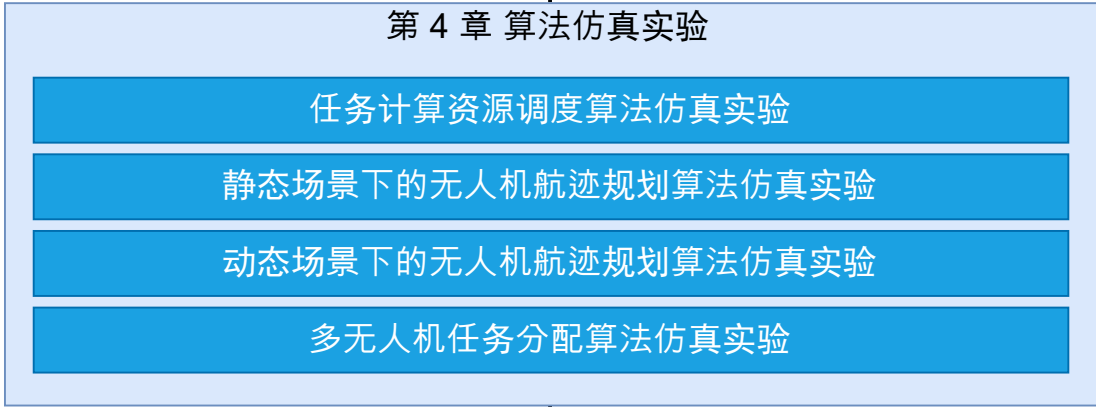 第 4 章 算法仿真实验
任务计算资源调度算法仿真实验
静态场景下的无人机航迹规划算法仿真实验
动态场景下的无人机航迹规划算法仿真实验
多无人机任务分配算法仿真实验